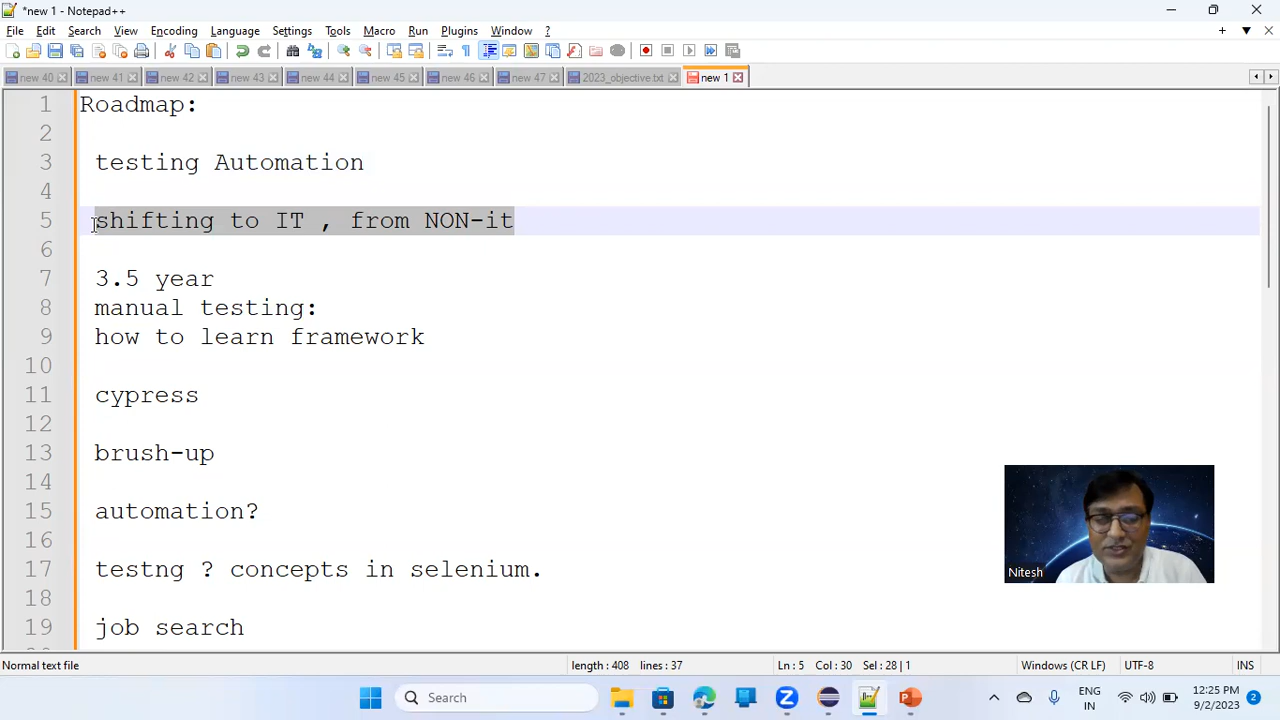 *new 1 - Notepad++
File Edit Search View Encoding Language Settings Tools Macro Run Plugins Window ?
new 40 new 41 new 42 new 43 new 44 new 45 new 46 new 47 2023_objective.txt new 1
1 Roadmap:
2
3 testing Automation
4
5 shifting to IT , from NON-it
6
7 3.5 year
8 manual testing:
9 how to learn framework
10
11 cypress
12
13 brush-up
14
15 automation?
16
17 testng ? concepts in selenium.
18
19 job search
Nitesh
Normal text file length : 408 lines : 37 Ln : 5 Col : 30 Sel : 28 | 1 Windows (CR LF) UTF-8 INS
Search
ENG
IN
12:25 PM
9/2/2023
2